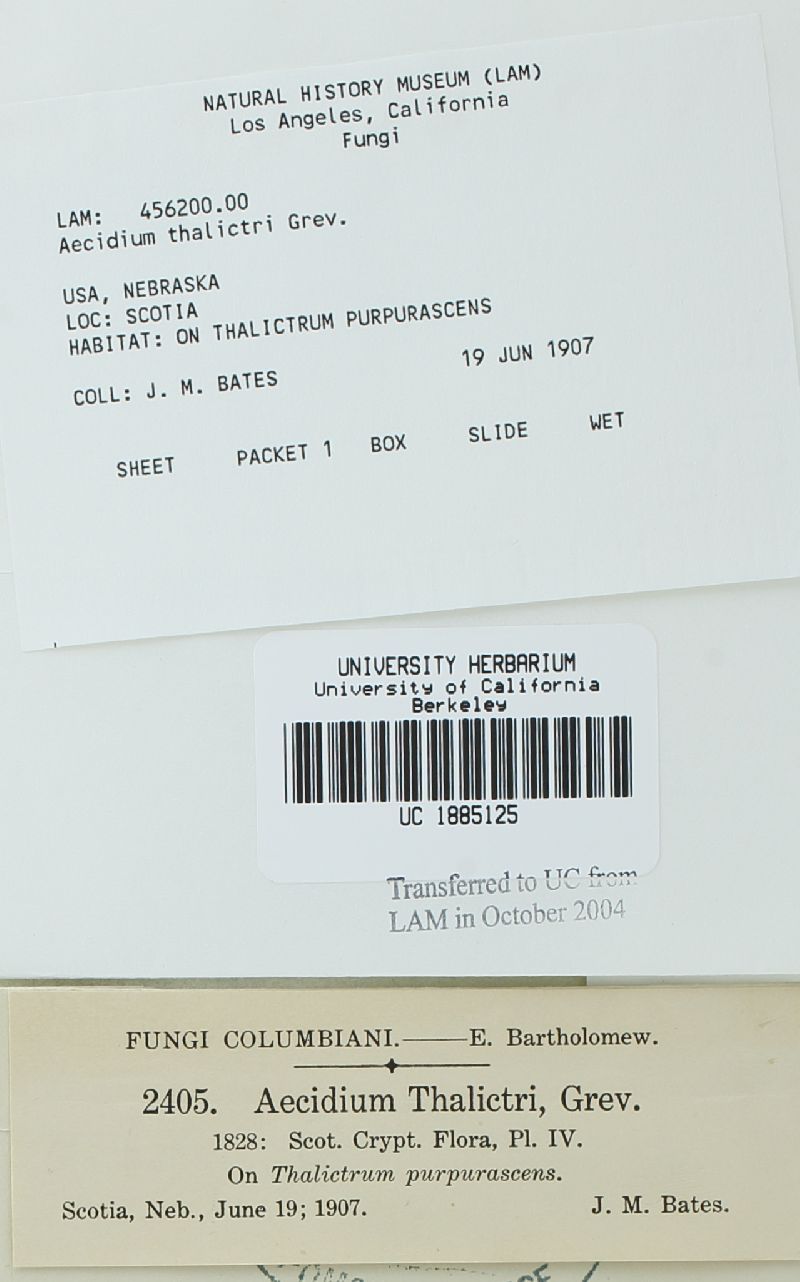 NATURAL HISTORY MUSEUM (LAM)
Los Angeles, California
Fungi
LAM: 456200.00
Aecidium thalictri Grev.
USA, NEBRASKA
LOC: SCOTIA
HABITAT: ON THALICTRUM PURPURASCENS
COLL: J. M. BATES 19 JUN 1907
SHEET PACKET 1 BOX SLIDE WET
UNIVERSITY HERBARIUM
University of California
Berkeley
UC 1885125
Transferred to UC from
LAM in October 2004
FUNGI COLUMBIANI.——E. Bartholomew.
2405. Aecidium Thalictri, Grev.
1828: Scot. Crypt. Flora, Pl. IV.
On Thalictrum purpurascens.
Scotia, Neb., June 19; 1907. J. M. Bates.